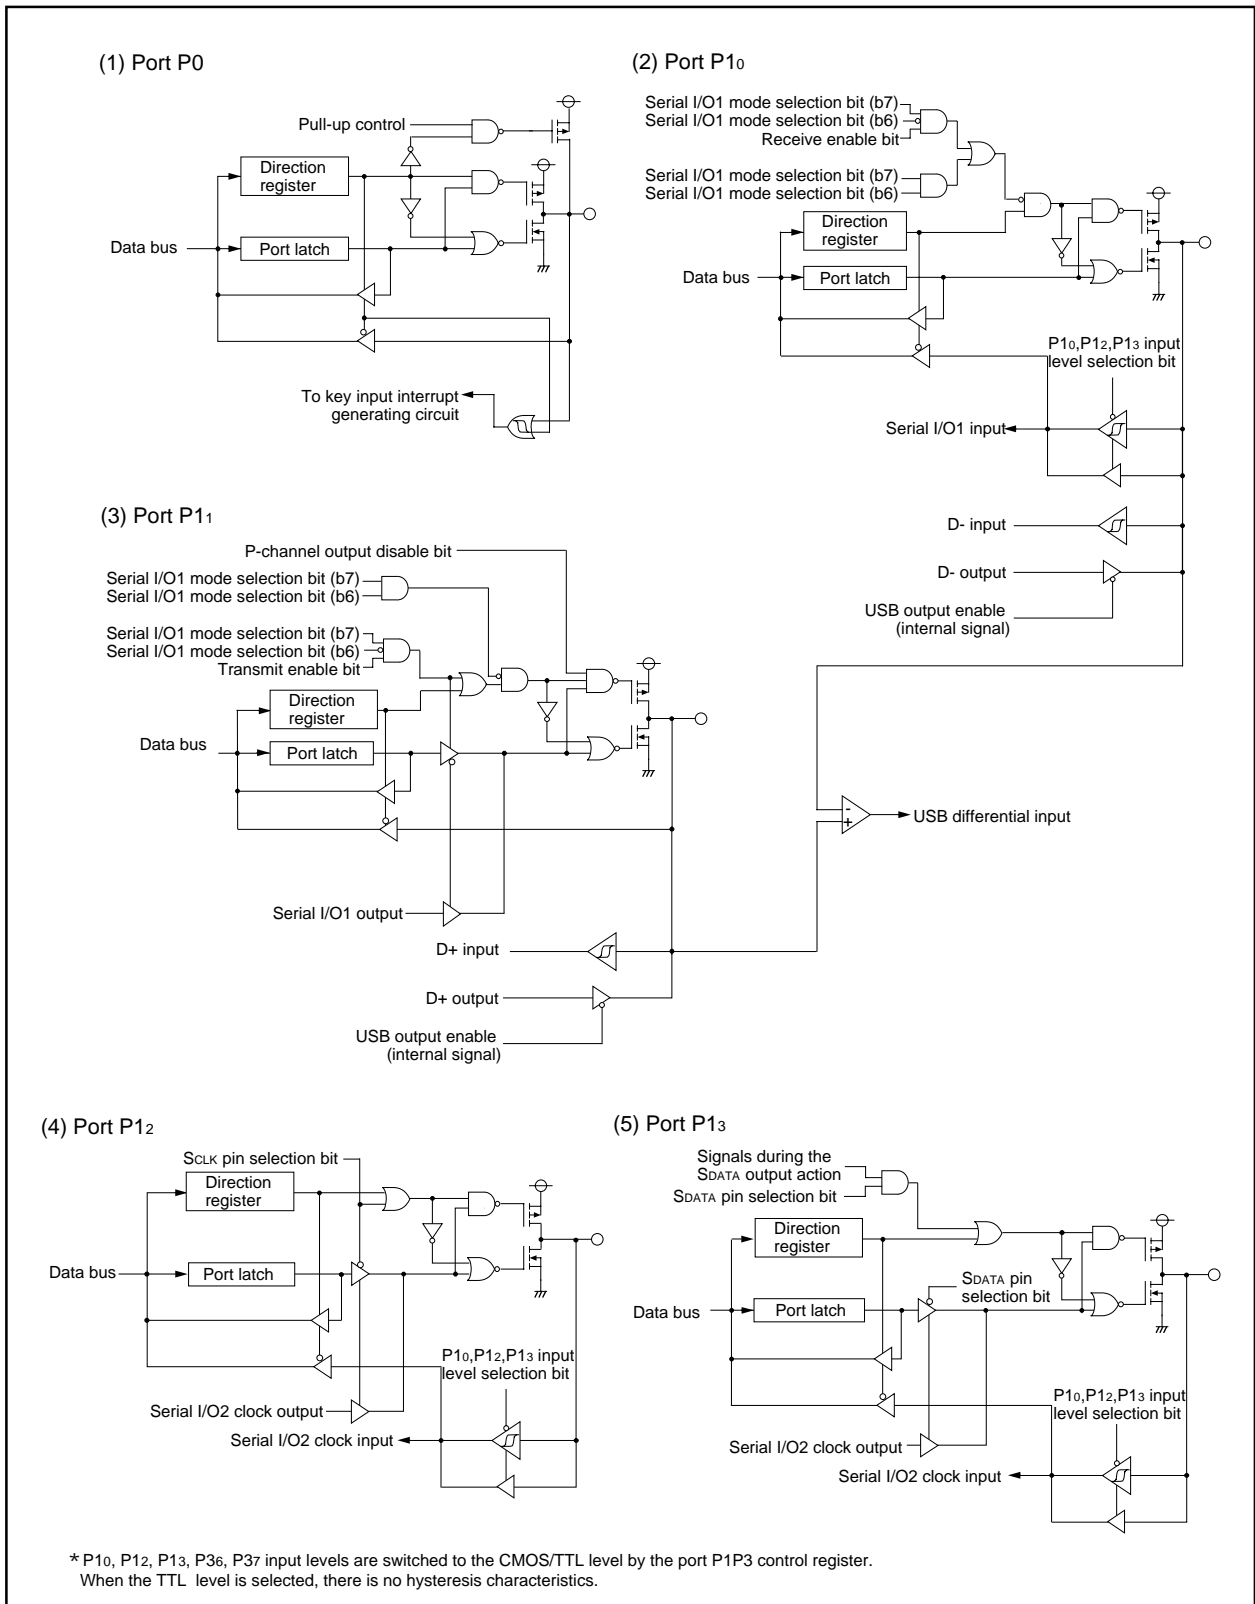 (1) Port P0
Pull-up control
Direction
register
Data bus
Port latch
To key input interrupt
generating circuit
(2) Port P10
Serial I/O1 mode selection bit (b7)
Serial I/O1 mode selection bit (b6)
Receive enable bit
Serial I/O1 mode selection bit (b7)
Serial I/O1 mode selection bit (b6)
Direction
register
Data bus
Port latch
P10,P12,P13 input
level selection bit
Serial I/O1 input
D- input
D- output
USB output enable
(internal signal)
(3) Port P11
P-channel output disable bit
Serial I/O1 mode selection bit (b7)
Serial I/O1 mode selection bit (b6)
Serial I/O1 mode selection bit (b7)
Serial I/O1 mode selection bit (b6)
Transmit enable bit
Direction
register
Data bus
Port latch
-
+
USB differential input
Serial I/O1 output
D+ input
D+ output
USB output enable
(internal signal)
(4) Port P12
SCLK pin selection bit
Direction
register
Data bus
Port latch
P10,P12,P13 input
level selection bit
Serial I/O2 clock output
Serial I/O2 clock input
(5) Port P13
Signals during the
SDATA output action
SDATA pin selection bit
Direction
register
SDATA pin
selection bit
Data bus
Port latch
P10,P12,P13 input
level selection bit
Serial I/O2 clock output
Serial I/O2 clock input
* P10, P12, P13, P36, P37 input levels are switched to the CMOS/TTL level by the port P1P3 control register.
When the TTL level is selected, there is no hysteresis characteristics.